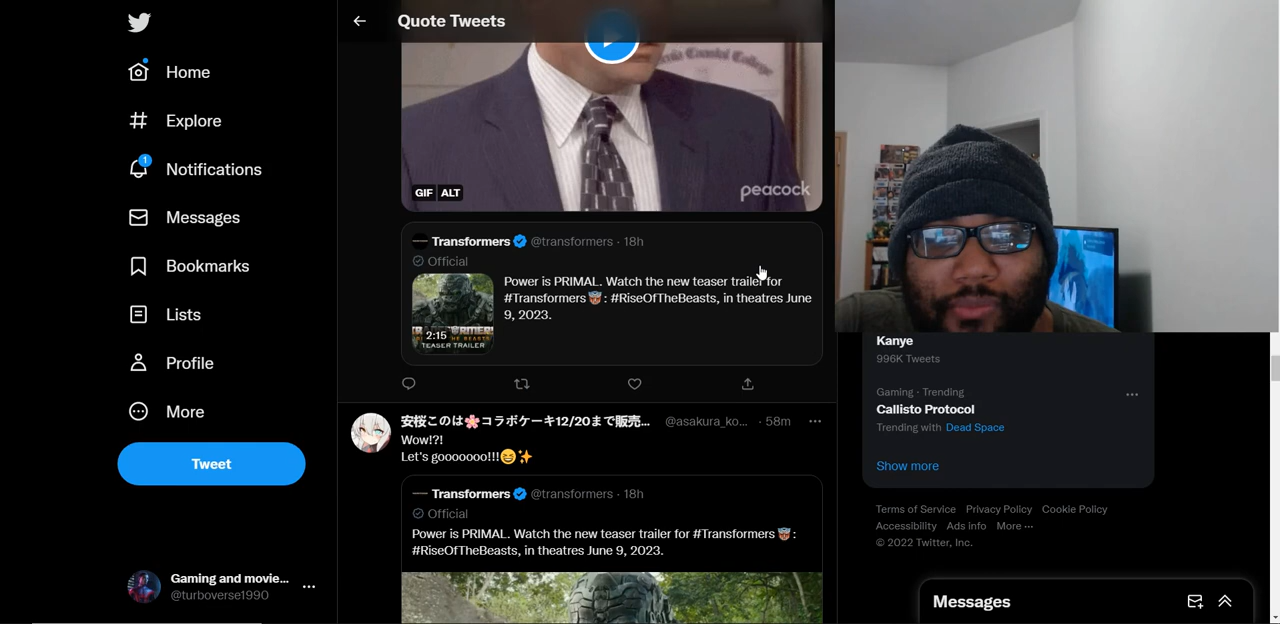 Home
Explore
1
Notifications
Messages
Bookmarks
Lists
Profile
More
Tweet
Gaming and movie...
@turboverse1990
Quote Tweets
Coastal College
GIF ALT
peacock
Transformers @transformers · 18h
Official
Power is PRIMAL. Watch the new teaser trailer for
#Transformers : #RiseOfTheBeasts, in theatres June
9, 2023.
2:15
TEASER TRAILER
安桜このは🌸コラボケーキ12/20まで販売... @asakura_ko... · 58m
Wow!?!
Let's gooooooo!!!😆✨
Transformers @transformers · 18h
Official
Power is PRIMAL. Watch the new teaser trailer for #Transformers :
#RiseOfTheBeasts, in theatres June 9, 2023.
Kanye
996K Tweets
Gaming · Trending
Callisto Protocol
Trending with Dead Space
Show more
Terms of Service Privacy Policy Cookie Policy
Accessibility Ads info More ...
© 2022 Twitter, Inc.
Messages